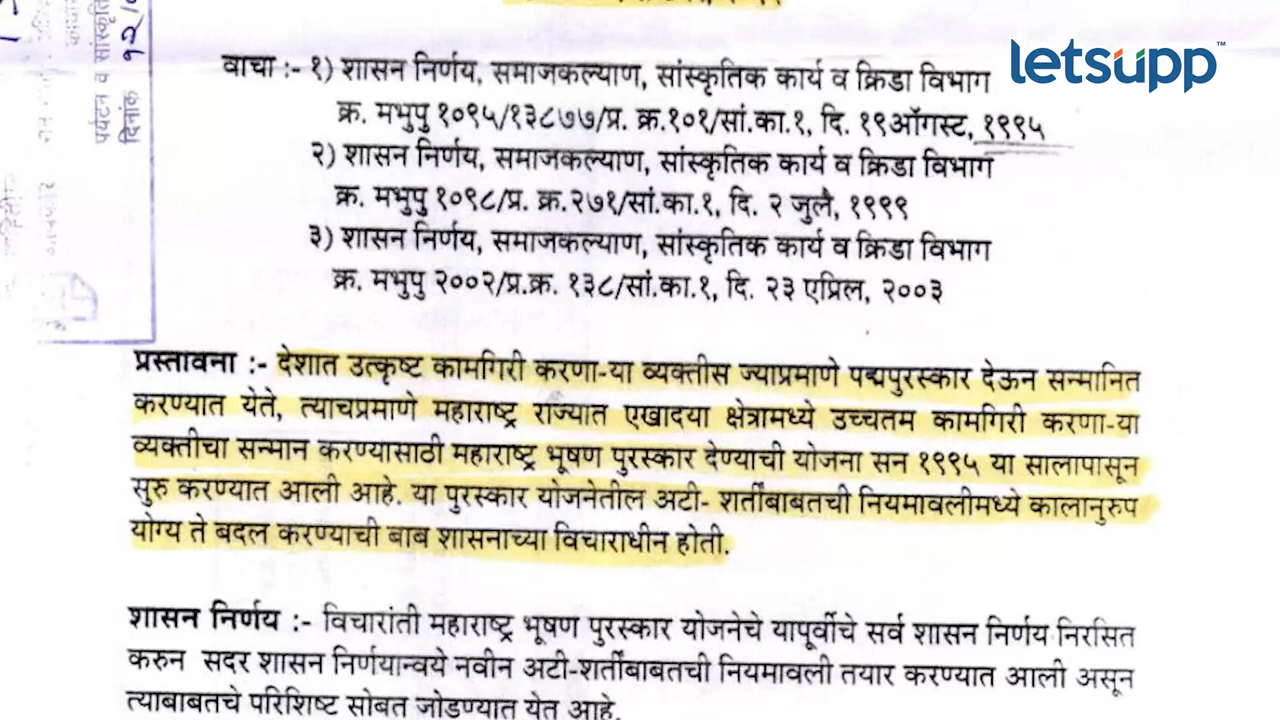 letsupp™
पर्यटन व सांस्कृति
दिनांक १२/
वाचा :- १) शासन निर्णय, समाजकल्याण, सांस्कृतिक कार्य व क्रिडा विभाग
क्र. मभुपु १०९५/१३८७७/प्र. क्र.१०१/सां.का.१, दि. १९ऑगस्ट, १९९५
२) शासन निर्णय, समाजकल्याण, सांस्कृतिक कार्य व क्रिडा विभाग
क्र. मभुपु १०९८/प्र. क्र.२७१/सां.का.१, दि. २ जुलै, १९९९
३) शासन निर्णय, समाजकल्याण, सांस्कृतिक कार्य व क्रिडा विभाग
क्र. मभुपु २००२/प्र.क्र. १३८/सां.का.१, दि. २३ एप्रिल, २००३
प्रस्तावना :- देशात उत्कृष्ट कामगिरी करणा-या व्यक्तीस ज्याप्रमाणे पद्मपुरस्कार देऊन सन्मानित
करण्यात येते, त्याचप्रमाणे महाराष्ट्र राज्यात एखादया क्षेत्रामध्ये उच्चतम कामगिरी करणा-या
व्यक्तीचा सन्मान करण्यासाठी महाराष्ट्र भूषण पुरस्कार देण्याची योजना सन १९९५ या सालापासून
सुरु करण्यात आली आहे. या पुरस्कार योजनेतील अटी- शर्तीबाबतची नियमावलीमध्ये कालानुरुप
योग्य ते बदल करण्याची बाब शासनाच्या विचाराधीन होती.
शासन निर्णय :- विचारांती महाराष्ट्र भूषण पुरस्कार योजनेचे यापूर्वीचे सर्व शासन निर्णय निरसित
करुन सदर शासन निर्णयान्वये नवीन अटी-शर्तीबाबतची नियमावली तयार करण्यात आली असून
त्याबाबतचे परिशिष्ट सोबत जोडण्यात येत आहे.